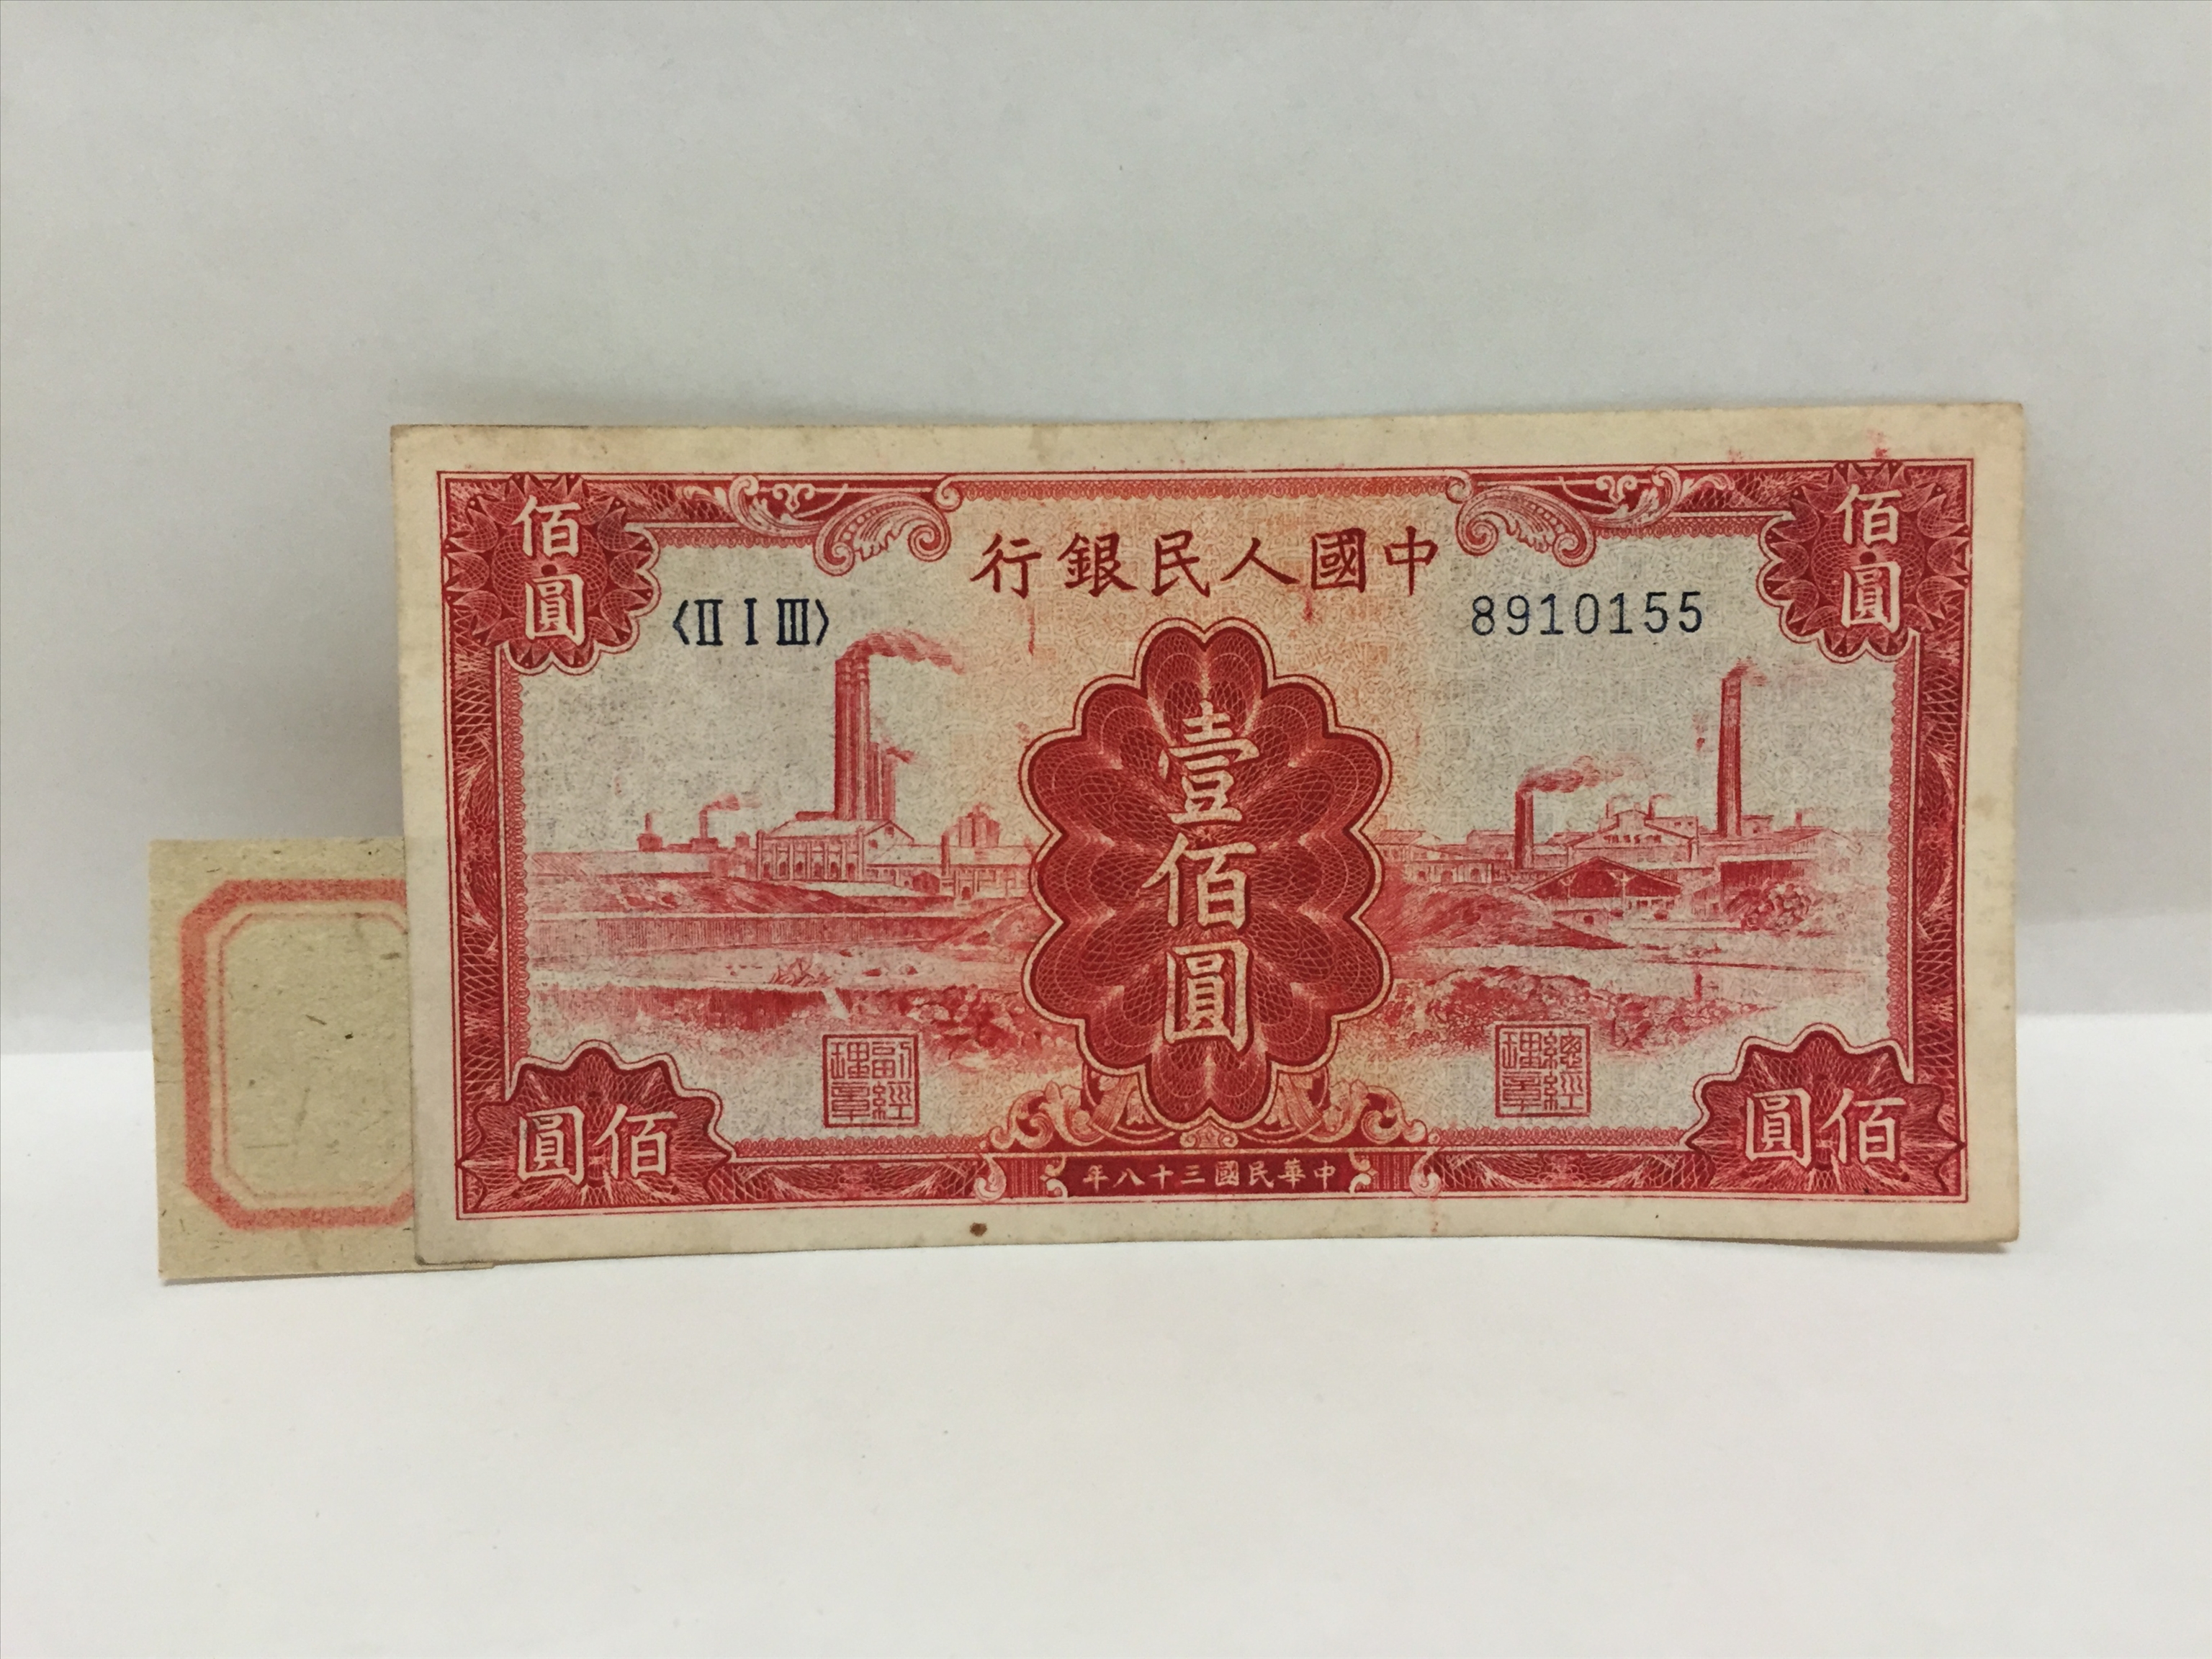 中國人民銀行
佰圓
佰圓
〈II I III〉
8910155
壹佰圓
副經理章
總經理章
佰圓
佰圓
中華民國三十八年